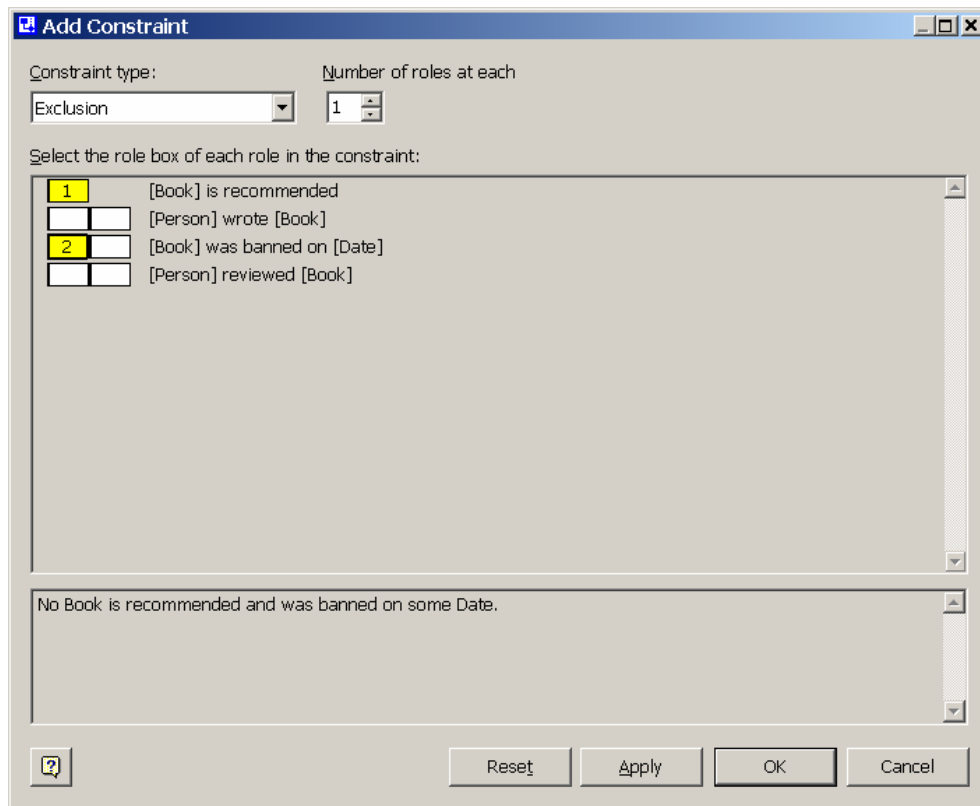 Add Constraint
Constraint type: Number of roles at each
Exclusion 1
Select the role box of each role in the constraint:
1 [Book] is recommended
[Person] wrote [Book]
2 [Book] was banned on [Date]
[Person] reviewed [Book]
No Book is recommended and was banned on some Date.
? Reset Apply OK Cancel